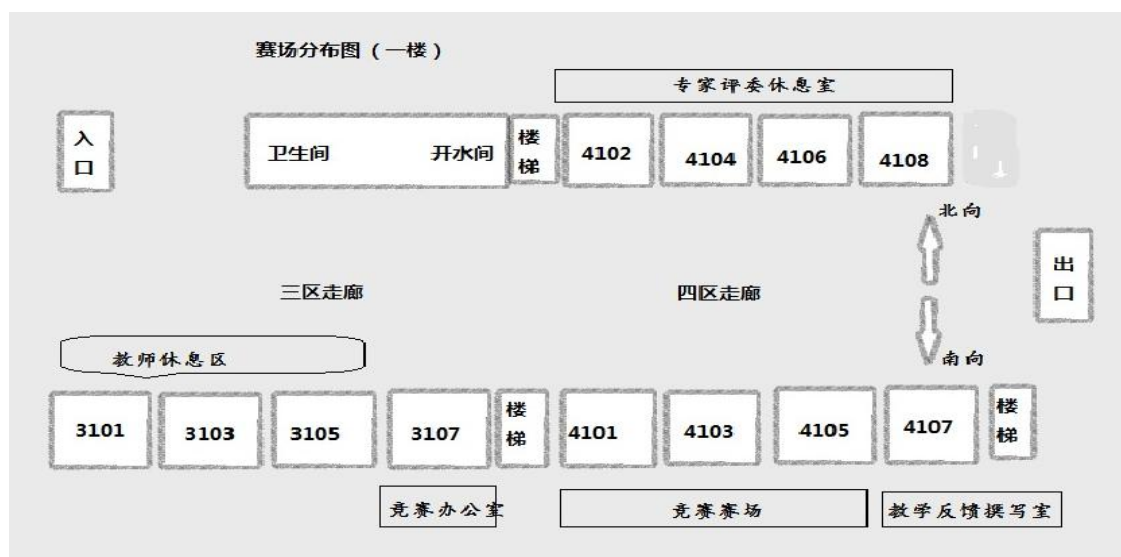 赛场分布图（一楼）
专家评委休息室
入口
卫生间 开水间 楼梯 4102 4104 4106 4108
北向
出口
三区走廊 四区走廊
南向
教师休息区
3101 3103 3105 3107 楼梯 4101 4103 4105 4107 楼梯
竞赛办公室 竞赛赛场 教学反馈撰写室